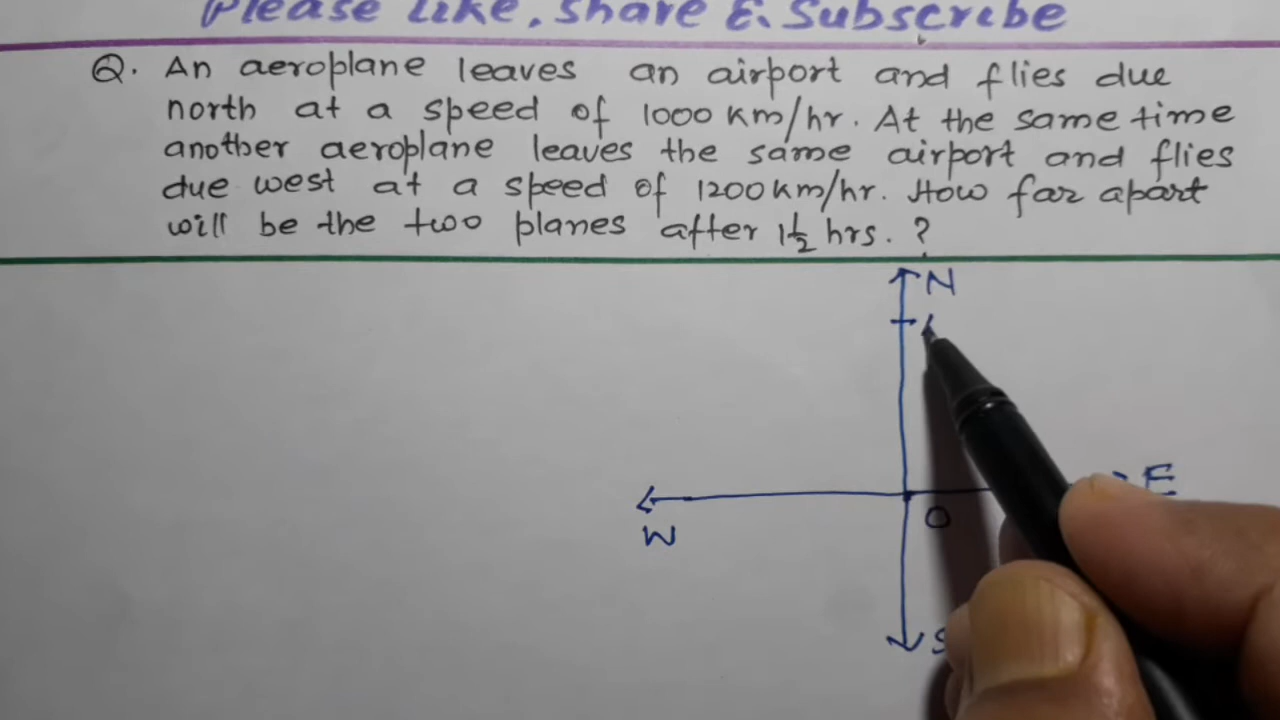 Please Like, Share & Subscribe
Q. An aeroplane leaves an airport and flies due
north at a speed of 1000 km/hr. At the same time
another aeroplane leaves the same airport and flies
due west at a speed of 1200 km/hr. How far apart
will be the two planes after 1½ hrs. ?
N
E
O
W
S